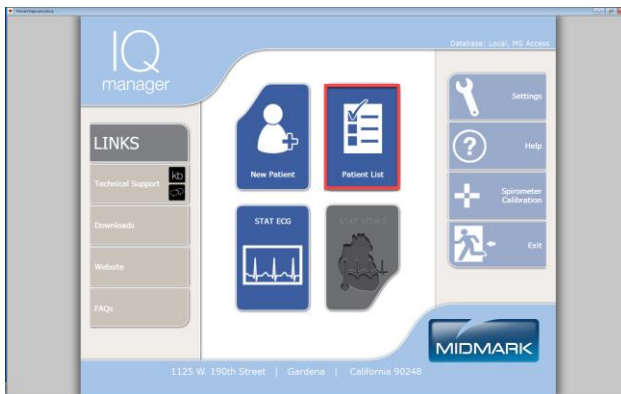 Database: Local, MS Access
IQ
manager
LINKS
Technical Support
kb
Downloads
Website
FAQs
New Patient
Patient List
STAT ECG
STAT VITALS
Settings
Help
Spirometer
Calibration
Exit
MIDMARK
1125 W. 190th Street | Gardena | California 90248